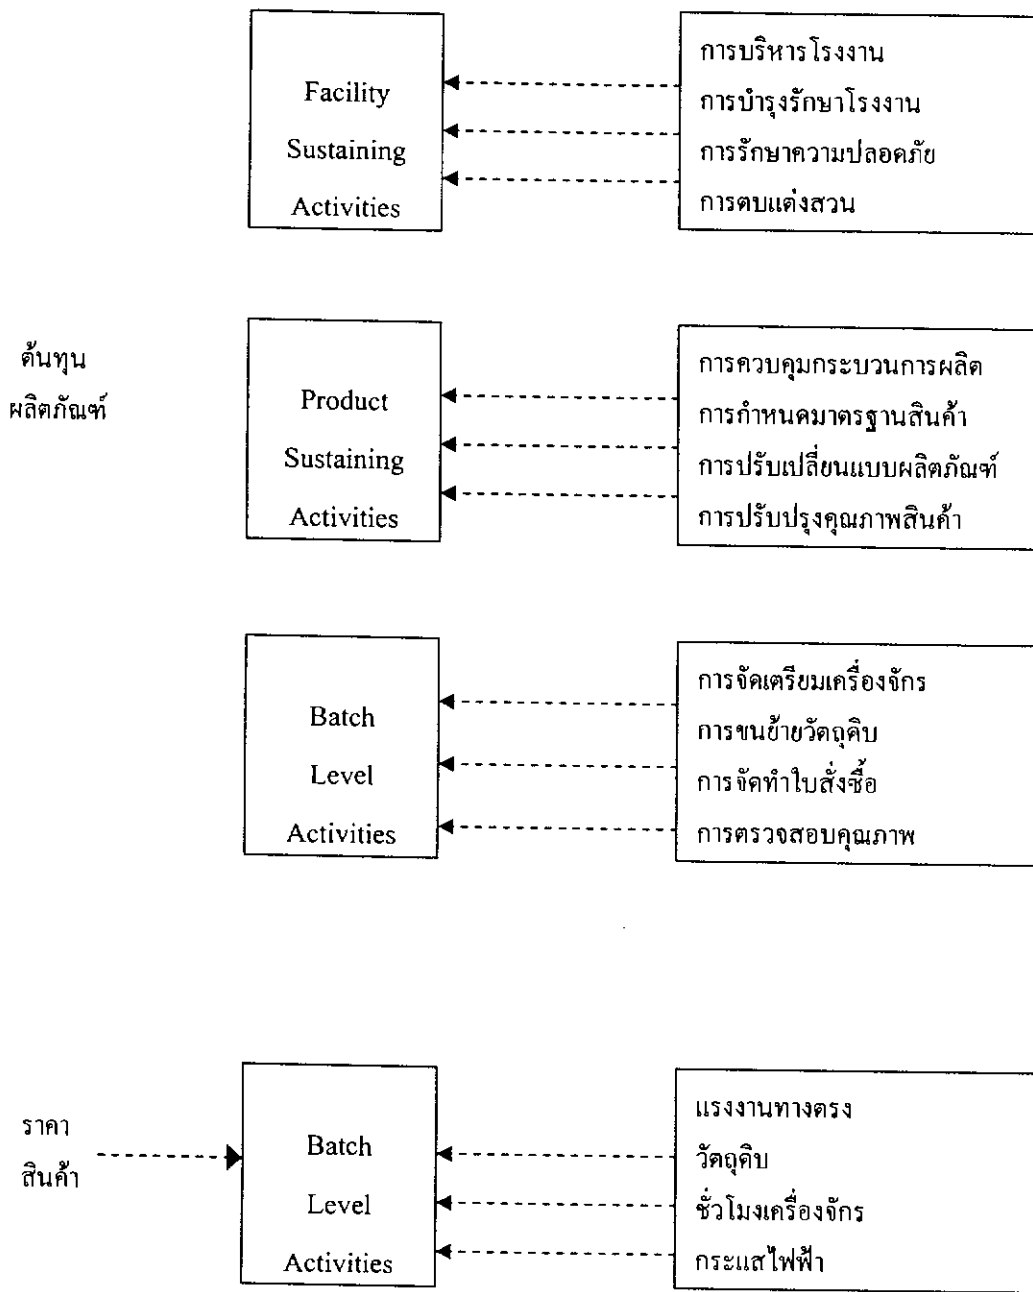 Facility
Sustaining
Activities
การบริหารโรงงาน
การบำรุงรักษาโรงงาน
การรักษาความปลอดภัย
การตบแต่งสวน
ต้นทุน
ผลิตภัณฑ์
Product
Sustaining
Activities
การควบคุมกระบวนการผลิต
การกำหนดมาตรฐานสินค้า
การปรับเปลี่ยนแบบผลิตภัณฑ์
การปรับปรุงคุณภาพสินค้า
Batch
Level
Activities
การจัดเตรียมเครื่องจักร
การขนย้ายวัตถุดิบ
การจัดทำใบสั่งซื้อ
การตรวจสอบคุณภาพ
ราคา
สินค้า
Batch
Level
Activities
แรงงานทางตรง
วัตถุดิบ
ชั่วโมงเครื่องจักร
กระแสไฟฟ้า